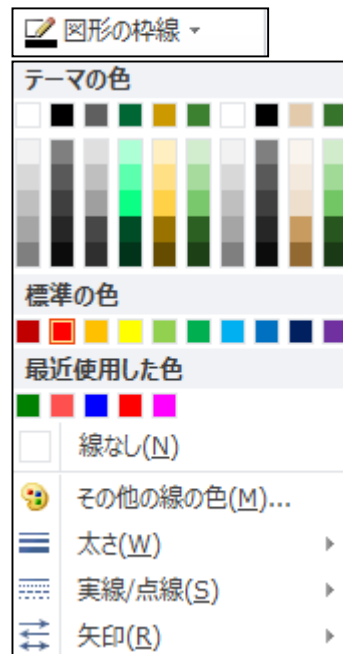 図形の枠線
テーマの色
標準の色
最近使用した色
線なし(N)
その他の線の色(M)...
太さ(W)
実線/点線(S)
矢印(R)